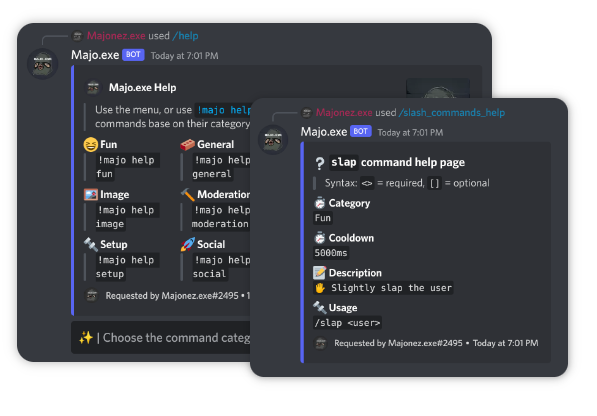 Majonez.exe used /help
Majo.exe BOT Today at 7:01 PM
Majo.exe Help
Use the menu, or use !majo help
commands base on their category
Fun
!majo help
fun
General
!majo help
general
Image
!majo help
image
Moderation
!majo help
moderation
Setup
!majo help
setup
Social
!majo help
social
Requested by Majonez.exe#2495 •
✨ | Choose the command categ
Majonez.exe used /slash_commands_help
Majo.exe BOT Today at 7:01 PM
❔ slap command help page
Syntax: <> = required, [] = optional
Category
Fun
Cooldown
5000ms
Description
Slightly slap the user
Usage
/slap <user>
Requested by Majonez.exe#2495 • Today at 7:01 PM